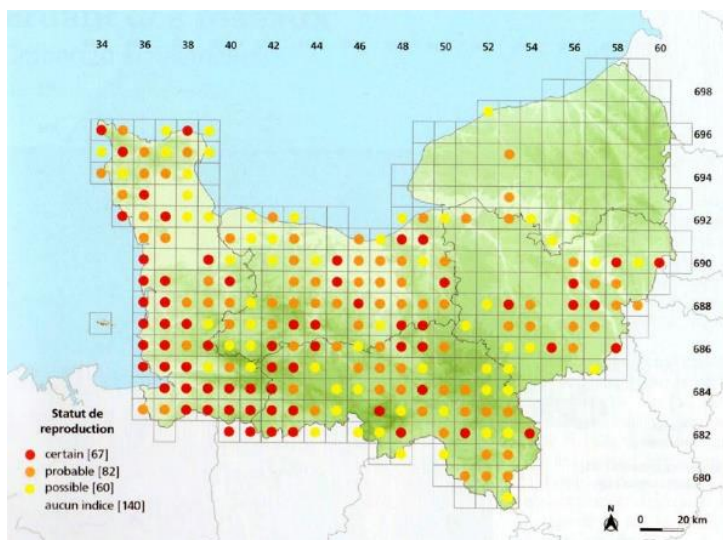 34 36 38 40 42 44 46 48 50 52 54 56 58 60
698
696
694
692
690
688
686
684
682
680
Statut de
reproduction
certain [67]
probable [82]
possible [60]
aucun indice [140]
N
0 20 km